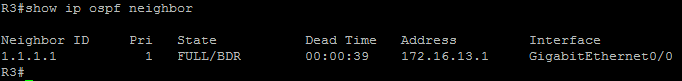 R3#show ip ospf neighbor
Neighbor ID     Pri   State           Dead Time   Address         Interface
1.1.1.1           1   FULL/BDR        00:00:39    172.16.13.1     GigabitEthernet0/0
R3#